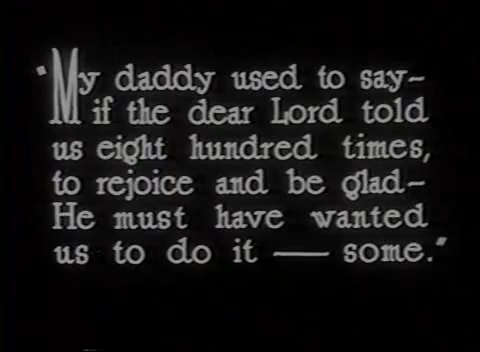 "My daddy used to say–
if the dear Lord told
us eight hundred times,
to rejoice and be glad–
He must have wanted
us to do it — some."